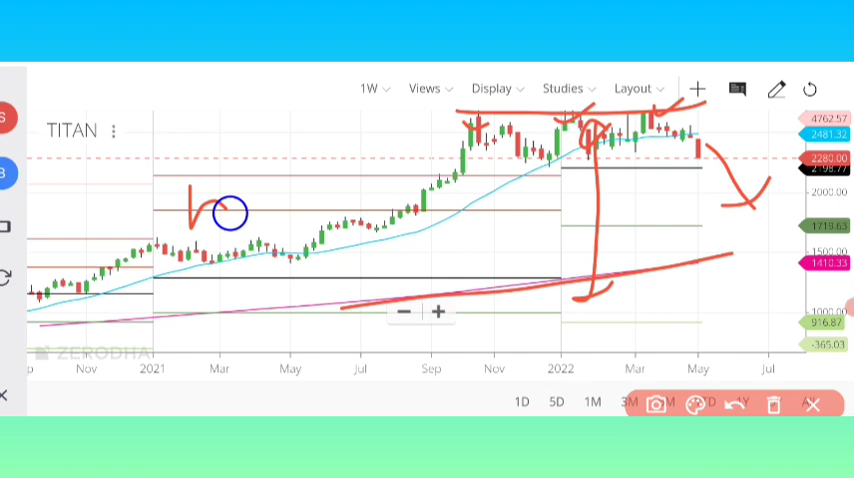 1W Views Display Studies Layout
S
TITAN
4762.57
2481.32
2280.00
2198.77
B
2000.00
h
1719.63
1500.00
1410.33
1000.00
916.87
ZERODHA
-365.03
Nov 2021 Mar May Jul Sep Nov 2022 Mar May Jul
1D 5D 1M 3M